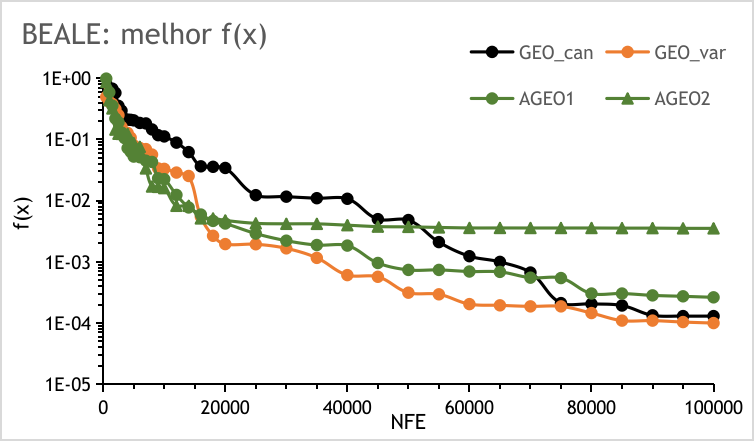 BEALE: melhor f(x)
GEO_can
GEO_var
AGEO1
AGEO2
1E+00
1E-01
1E-02
1E-03
1E-04
1E-05
f(x)
0 20000 40000 60000 80000 100000
NFE